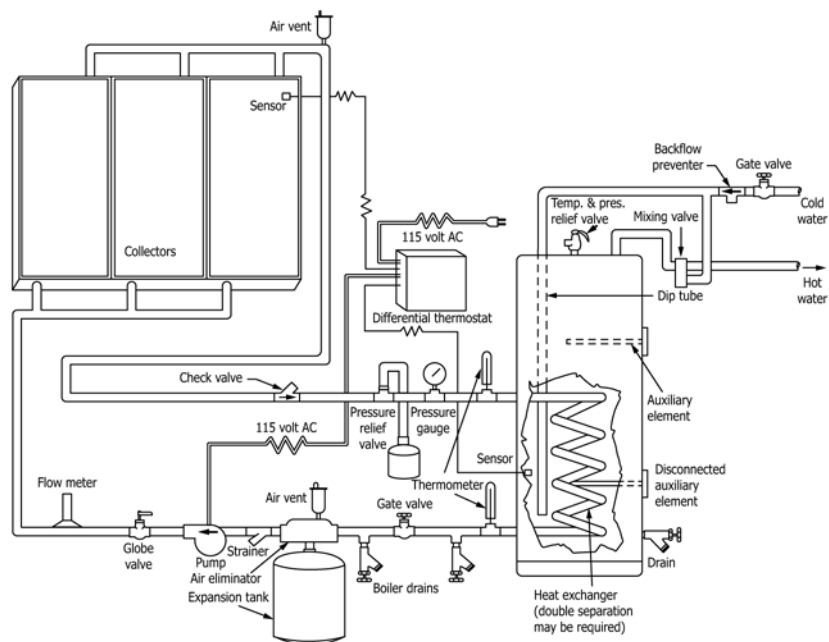 Air vent
Sensor
Backflow
preventer
Gate valve
Temp. & pres.
relief valve
Mixing valve
Cold
water
115 volt AC
Collectors
Hot
water
Dip tube
Differential thermostat
Check valve
Auxiliary
element
Pressure
relief
valve
Pressure
gauge
115 volt AC
Sensor
Disconnected
auxiliary
element
Thermometer
Flow meter
Air vent
Gate valve
Globe
valve
Pump
Strainer
Air eliminator
Expansion tank
Boiler drains
Drain
Heat exchanger
(double separation
may be required)